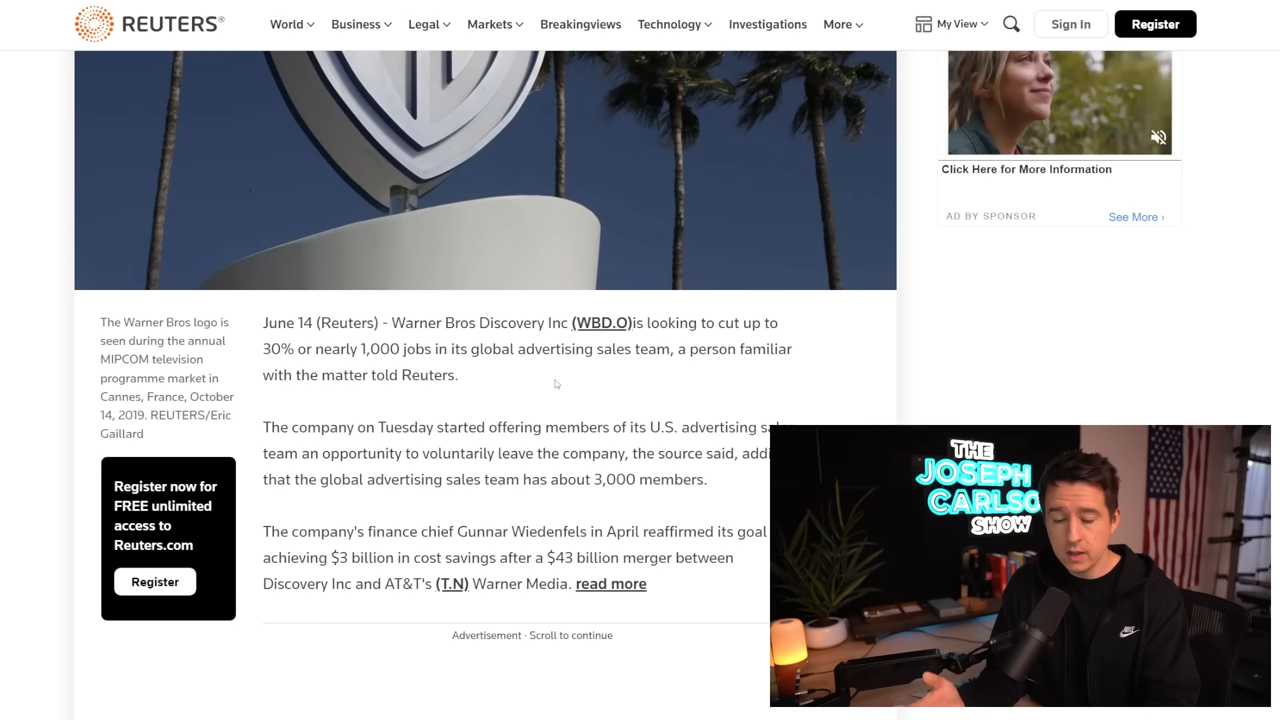 REUTERS®
World Business Legal Markets Breakingviews Technology Investigations More
My View
Sign In
Register
Click Here for More Information
AD BY SPONSOR
See More ›
The Warner Bros logo is
seen during the annual
MIPCOM television
programme market in
Cannes, France, October
14, 2019. REUTERS/Eric
Gaillard
Register now for
FREE unlimited
access to
Reuters.com
Register
June 14 (Reuters) - Warner Bros Discovery Inc (WBD.O)is looking to cut up to
30% or nearly 1,000 jobs in its global advertising sales team, a person familiar
with the matter told Reuters.
The company on Tuesday started offering members of its U.S. advertising
team an opportunity to voluntarily leave the company, the source said,
that the global advertising sales team has about 3,000 members.
The company's finance chief Gunnar Wiedenfels in April reaffirmed its goal
achieving $3 billion in cost savings after a $43 billion merger between
Discovery Inc and AT&T's (T.N) Warner Media. read more
Advertisement · Scroll to continue
THE
JOSEPH
CARLSO
SHOW
NIKE